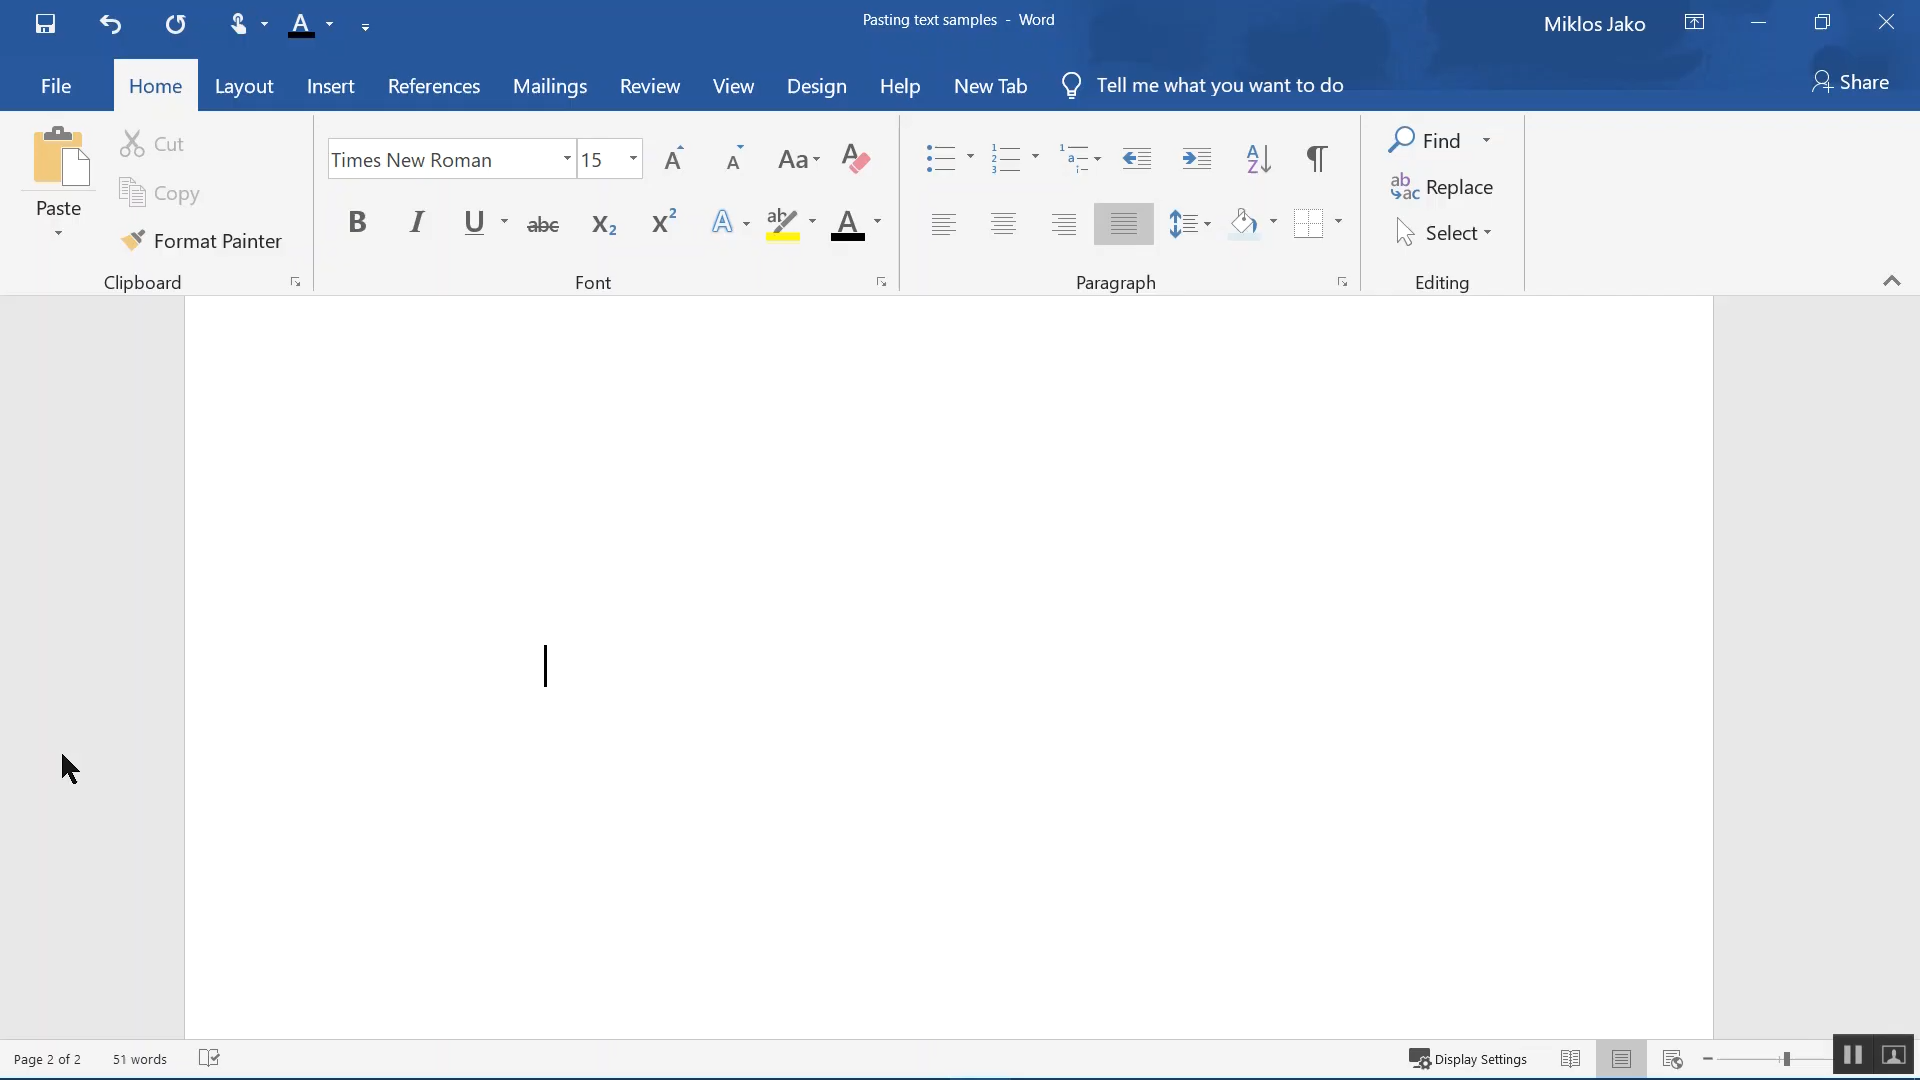 Pasting text samples - Word
Miklos Jako
File Home Layout Insert References Mailings Review View Design Help New Tab Tell me what you want to do Share
Paste
Cut
Copy
Format Painter
Clipboard
Times New Roman 15
Aa
B I U abc X₂ X²
Font
Paragraph
Find
Replace
Select
Editing
Page 2 of 2 51 words Display Settings